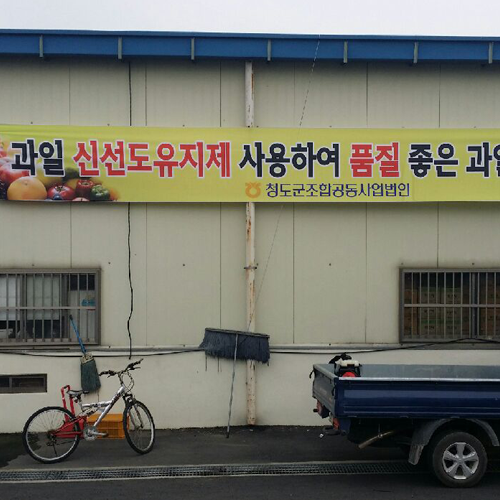 과일 신선도유지제 사용하여 품질 좋은 과
청도군조합공동사업법인